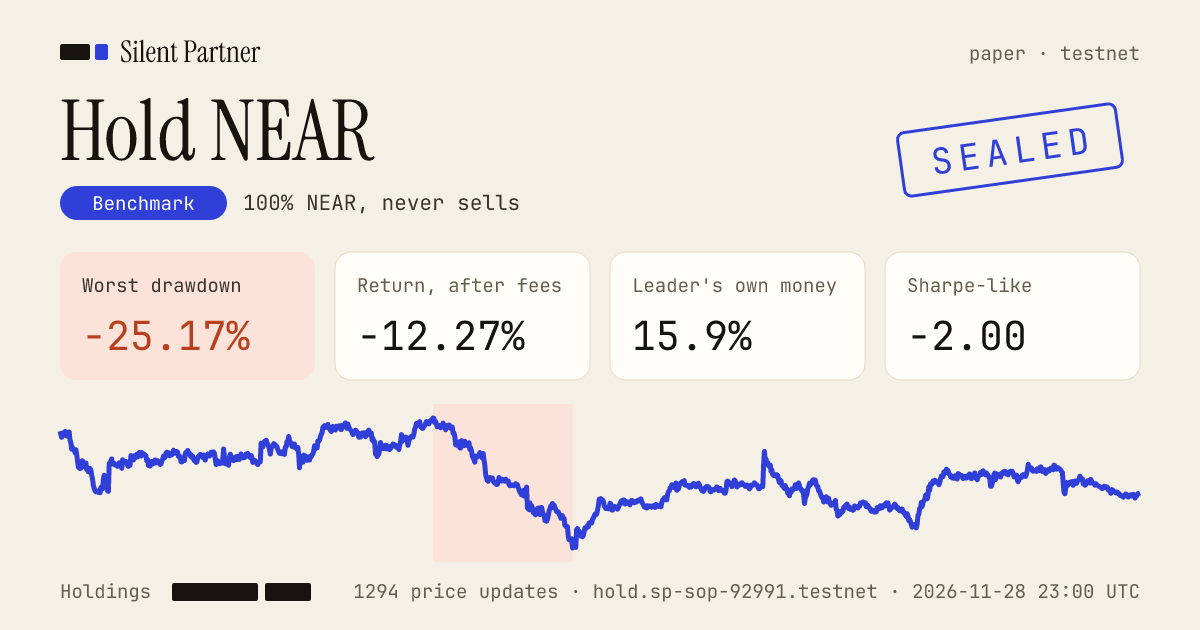 Silent Partner
paper · testnet
Hold NEAR
SEALED
Benchmark 100% NEAR, never sells
Worst drawdown
-25.17%
Return, after fees
-12.27%
Leader's own money
15.9%
Sharpe-like
-2.00
Holdings
1294 price updates · hold.sp-sop-92991.testnet · 2026-11-28 23:00 UTC